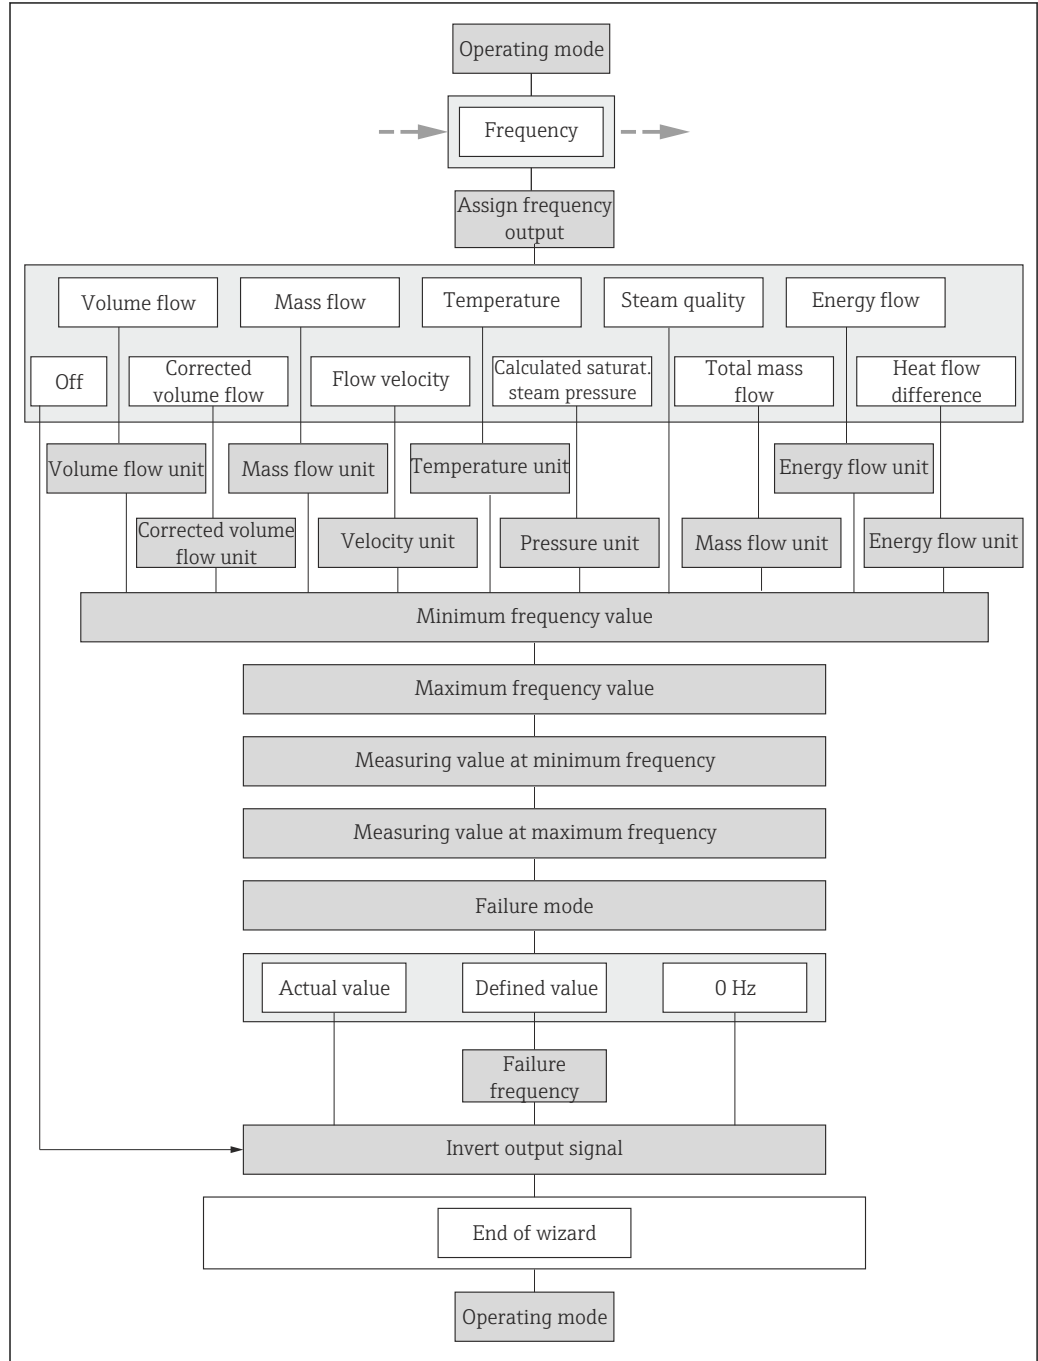 Operating mode
Frequency
Assign frequency
output
Volume flow
Mass flow
Temperature
Steam quality
Energy flow
Off
Corrected
volume flow
Flow velocity
Calculated saturat.
steam pressure
Total mass
flow
Heat flow
difference
Volume flow unit
Mass flow unit
Temperature unit
Energy flow unit
Corrected volume
flow unit
Velocity unit
Pressure unit
Mass flow unit
Energy flow unit
Minimum frequency value
Maximum frequency value
Measuring value at minimum frequency
Measuring value at maximum frequency
Failure mode
Actual value
Defined value
0 Hz
Failure
frequency
Invert output signal
End of wizard
Operating mode